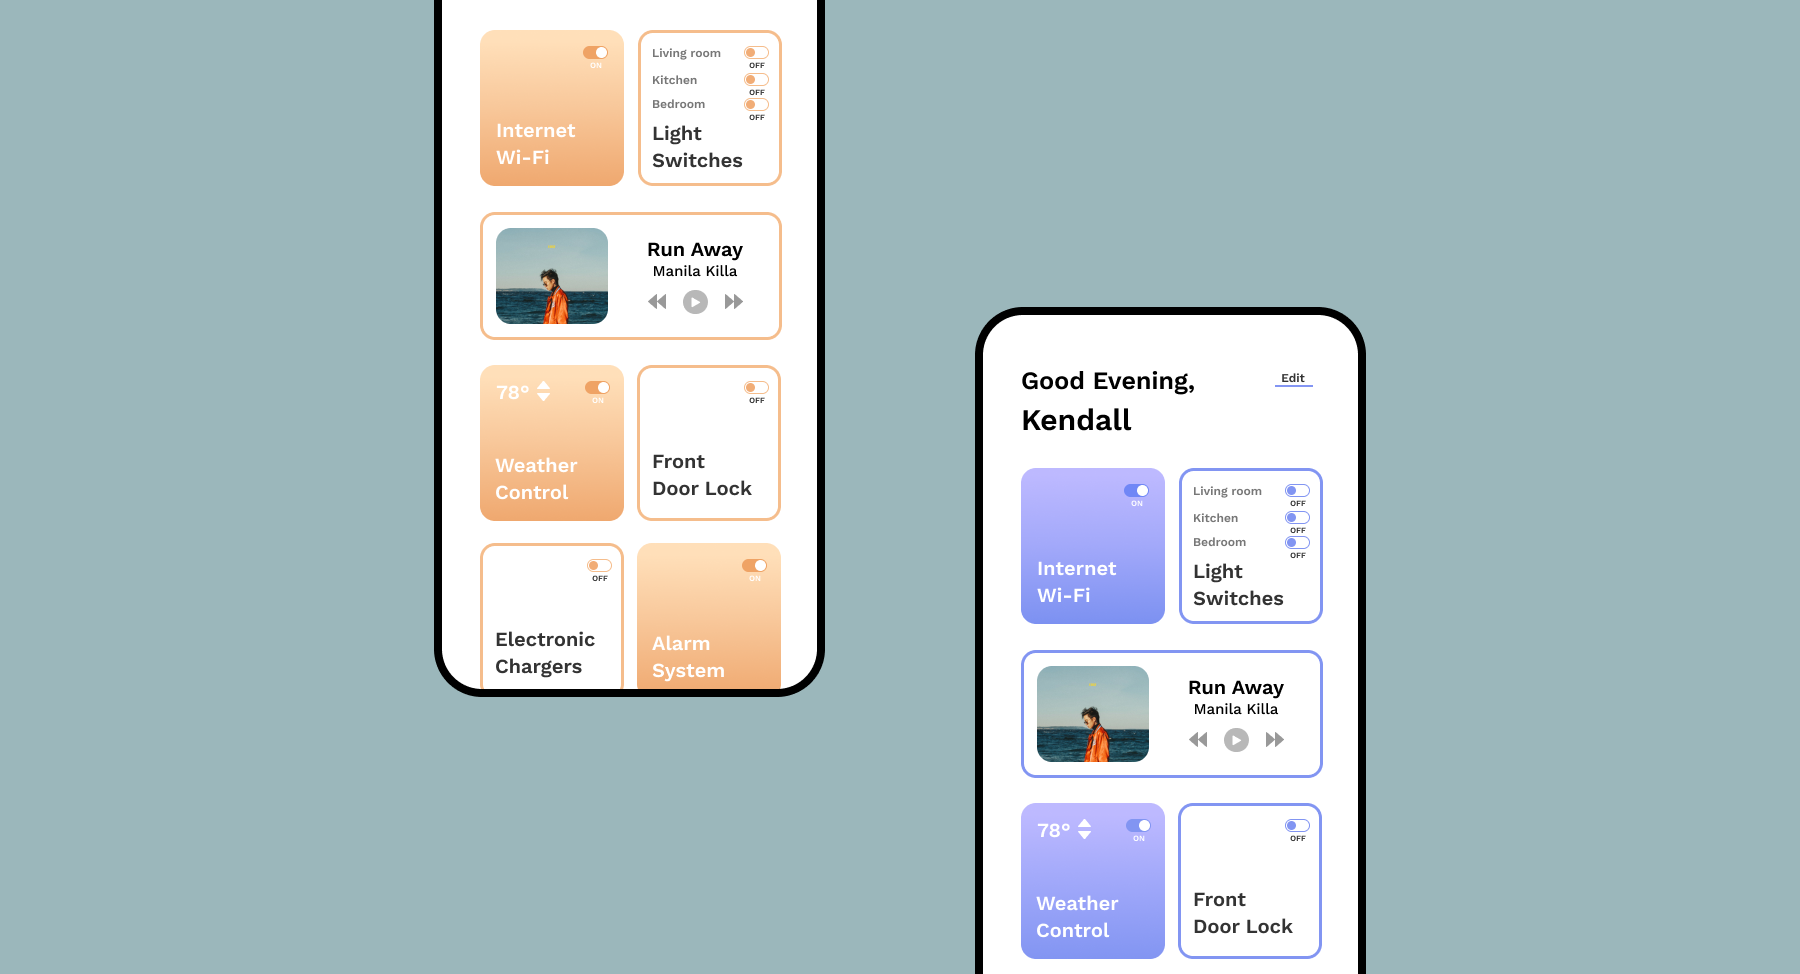 ON
Internet
Wi-Fi
Living room
OFF
Kitchen
OFF
Bedroom
OFF
Light
Switches
Run Away
Manila Killa
78°
ON
Weather
Control
OFF
Front
Door Lock
OFF
Electronic
Chargers
ON
Alarm
System
Good Evening,
Kendall
Edit
ON
Internet
Wi-Fi
Living room
OFF
Kitchen
OFF
Bedroom
OFF
Light
Switches
Run Away
Manila Killa
78°
ON
Weather
Control
OFF
Front
Door Lock